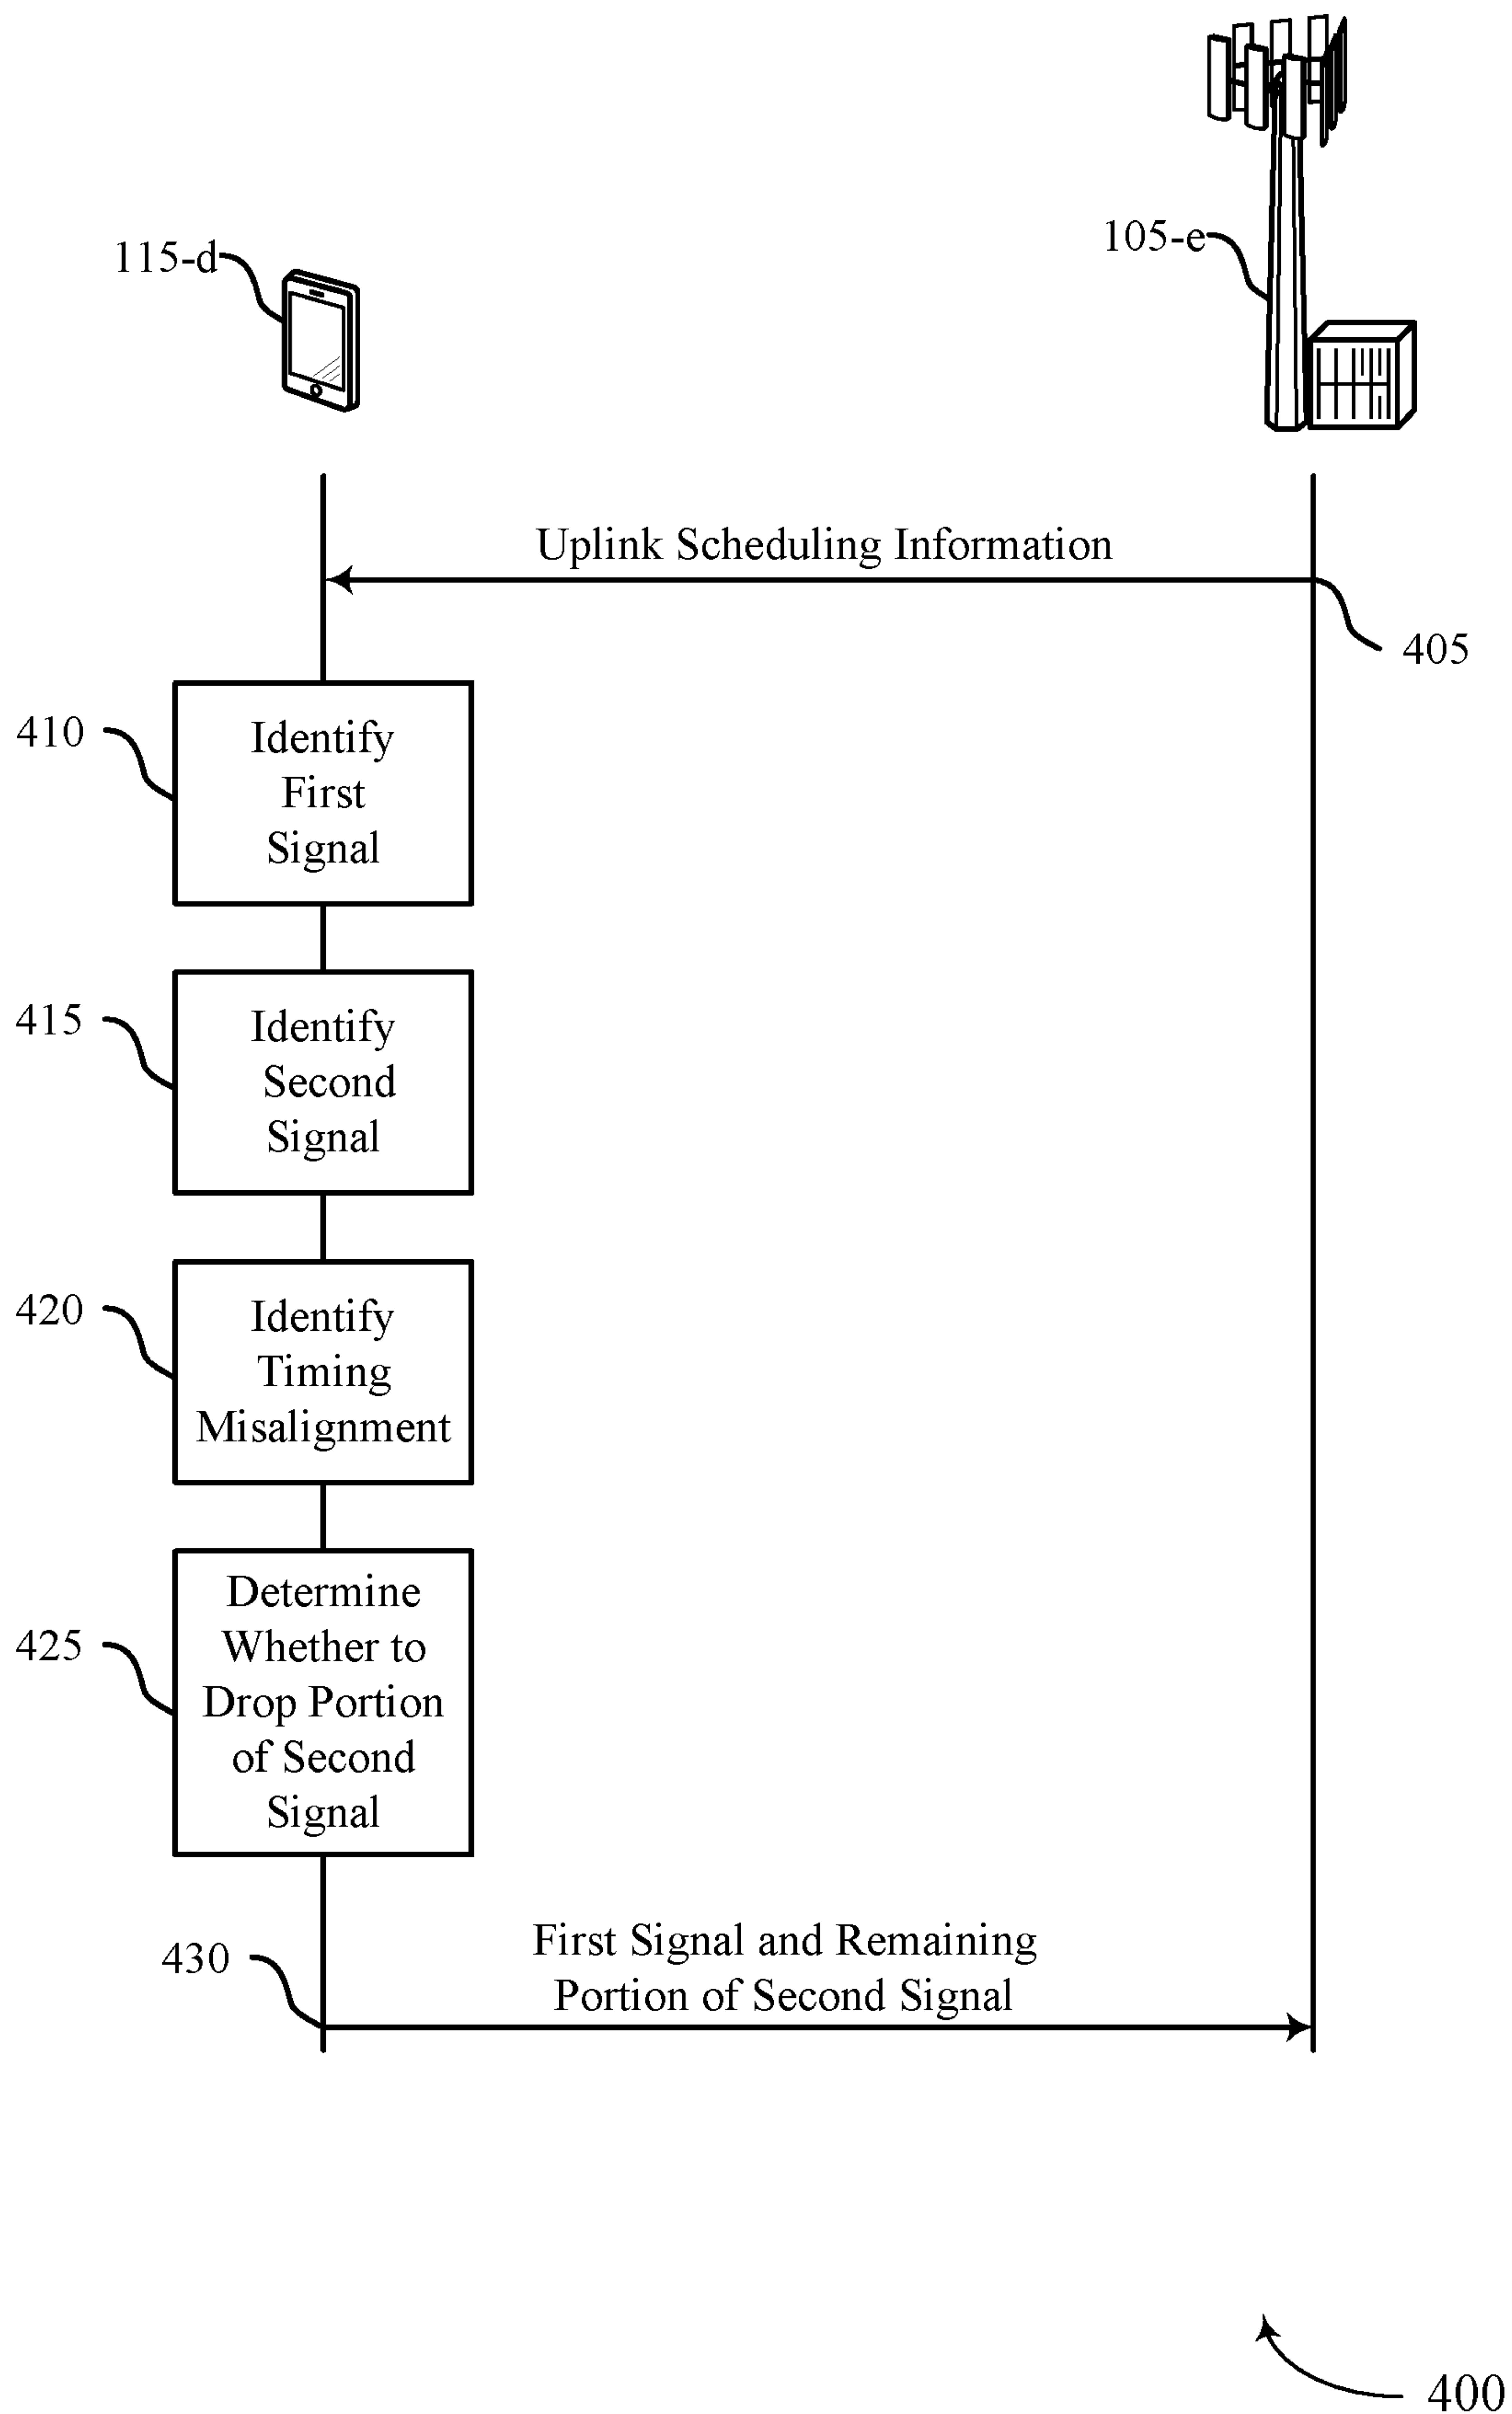 115-d
105-e
Uplink Scheduling Information
405
410
Identify
First
Signal
415
Identify
Second
Signal
420
Identify
Timing
Misalignment
425
Determine
Whether to
Drop Portion
of Second
Signal
430
First Signal and Remaining
Portion of Second Signal
400